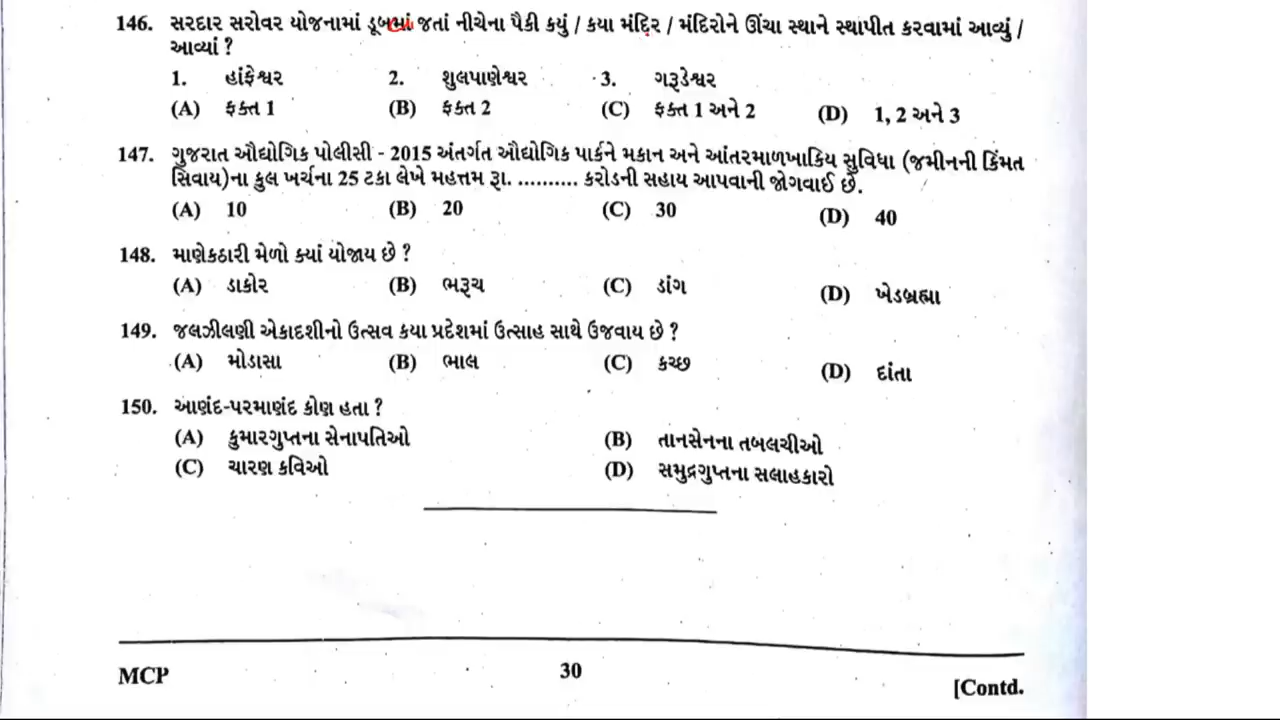 146. સરદાર સરોવર યોજનામાં ડૂબમાં જતાં નીચેના પૈકી કયું / કયા મંદિર / મંદિરોને ઊંચા સ્થાને સ્થાપીત કરવામાં આવ્યું /
આવ્યાં ?
1. હાંફેશ્વર 2. શુલપાણેશ્વર 3. ગરૂડેશ્વર
(A) ફક્ત 1 (B) ફક્ત 2 (C) ફક્ત 1 અને 2 (D) 1, 2 અને 3
147. ગુજરાત ઔદ્યોગિક પોલીસી - 2015 અંતર્ગત ઔદ્યોગિક પાર્કને મકાન અને આંતરમાળખાકિય સુવિધા (જમીનની કિંમત
સિવાય)ના કુલ ખર્ચના 25 ટકા લેખે મહત્તમ રૂા. .......... કરોડની સહાય આપવાની જોગવાઈ છે.
(A) 10 (B) 20 (C) 30 (D) 40
148. માણેકઠારી મેળો ક્યાં યોજાય છે ?
(A) ડાકોર (B) ભરૂચ (C) ડાંગ (D) ખેડબ્રહ્મા
149. જલઝીલણી એકાદશીનો ઉત્સવ કયા પ્રદેશમાં ઉત્સાહ સાથે ઉજવાય છે ?
(A) મોડાસા (B) ભાલ (C) કચ્છ (D) દાંતા
150. આણંદ-પરમાણંદ કોણ હતા ?
(A) કુમારગુપ્તના સેનાપતિઓ (B) તાનસેનના તબલચીઓ
(C) ચારણ કવિઓ (D) સમુદ્રગુપ્તના સલાહકારો
MCP 30 [Contd.